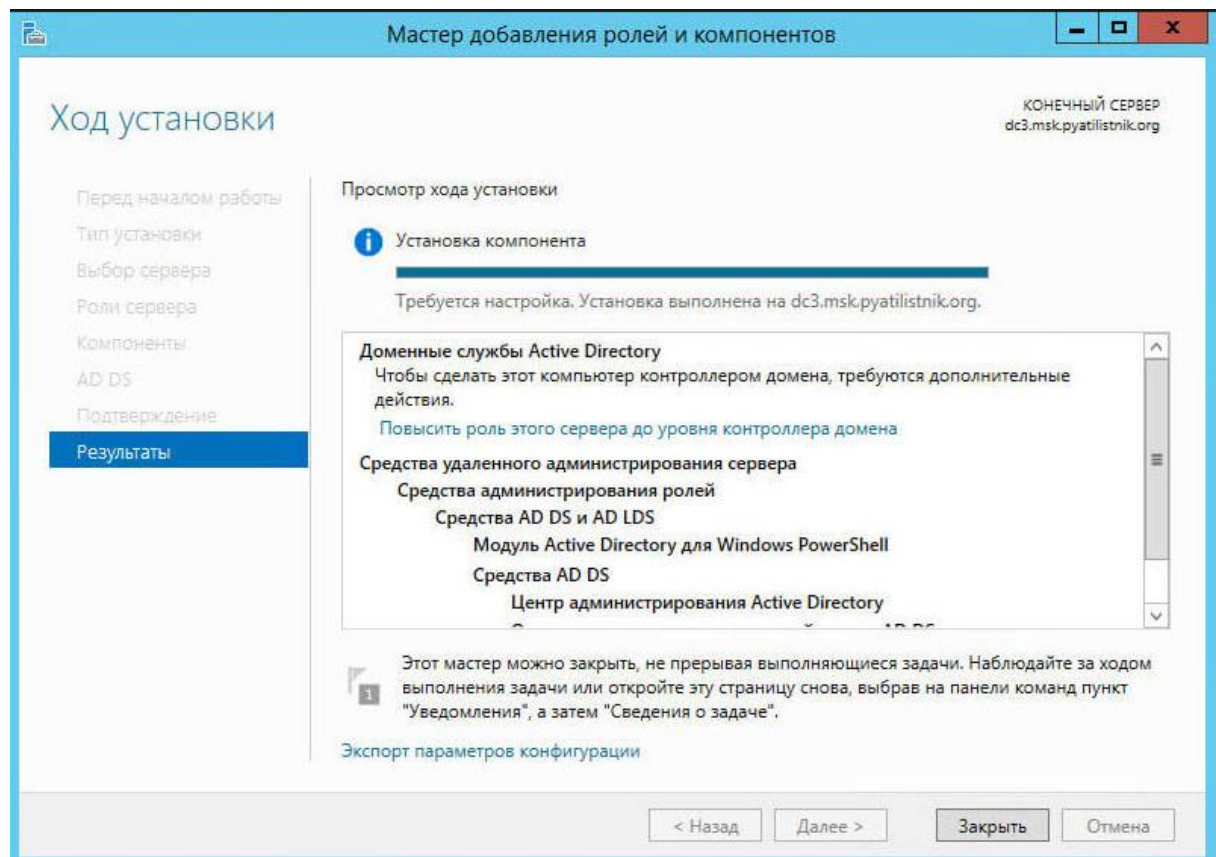 Мастер добавления ролей и компонентов
Ход установки
КОНЕЧНЫЙ СЕРВЕР
dc3.msk.pyatilistnik.org
Перед началом работы
Тип установки
Выбор сервера
Роли сервера
Компоненты
AD DS
Подтверждение
Результаты
Просмотр хода установки
Установка компонента
Требуется настройка. Установка выполнена на dc3.msk.pyatilistnik.org.
Доменные службы Active Directory
Чтобы сделать этот компьютер контроллером домена, требуются дополнительные
действия.
Повысить роль этого сервера до уровня контроллера домена
Средства удаленного администрирования сервера
Средства администрирования ролей
Средства AD DS и AD LDS
Модуль Active Directory для Windows PowerShell
Средства AD DS
Центр администрирования Active Directory
1
Этот мастер можно закрыть, не прерывая выполняющиеся задачи. Наблюдайте за ходом
выполнения задачи или откройте эту страницу снова, выбрав на панели команд пункт
"Уведомления", а затем "Сведения о задаче".
Экспорт параметров конфигурации
< Назад
Далее >
Закрыть
Отмена